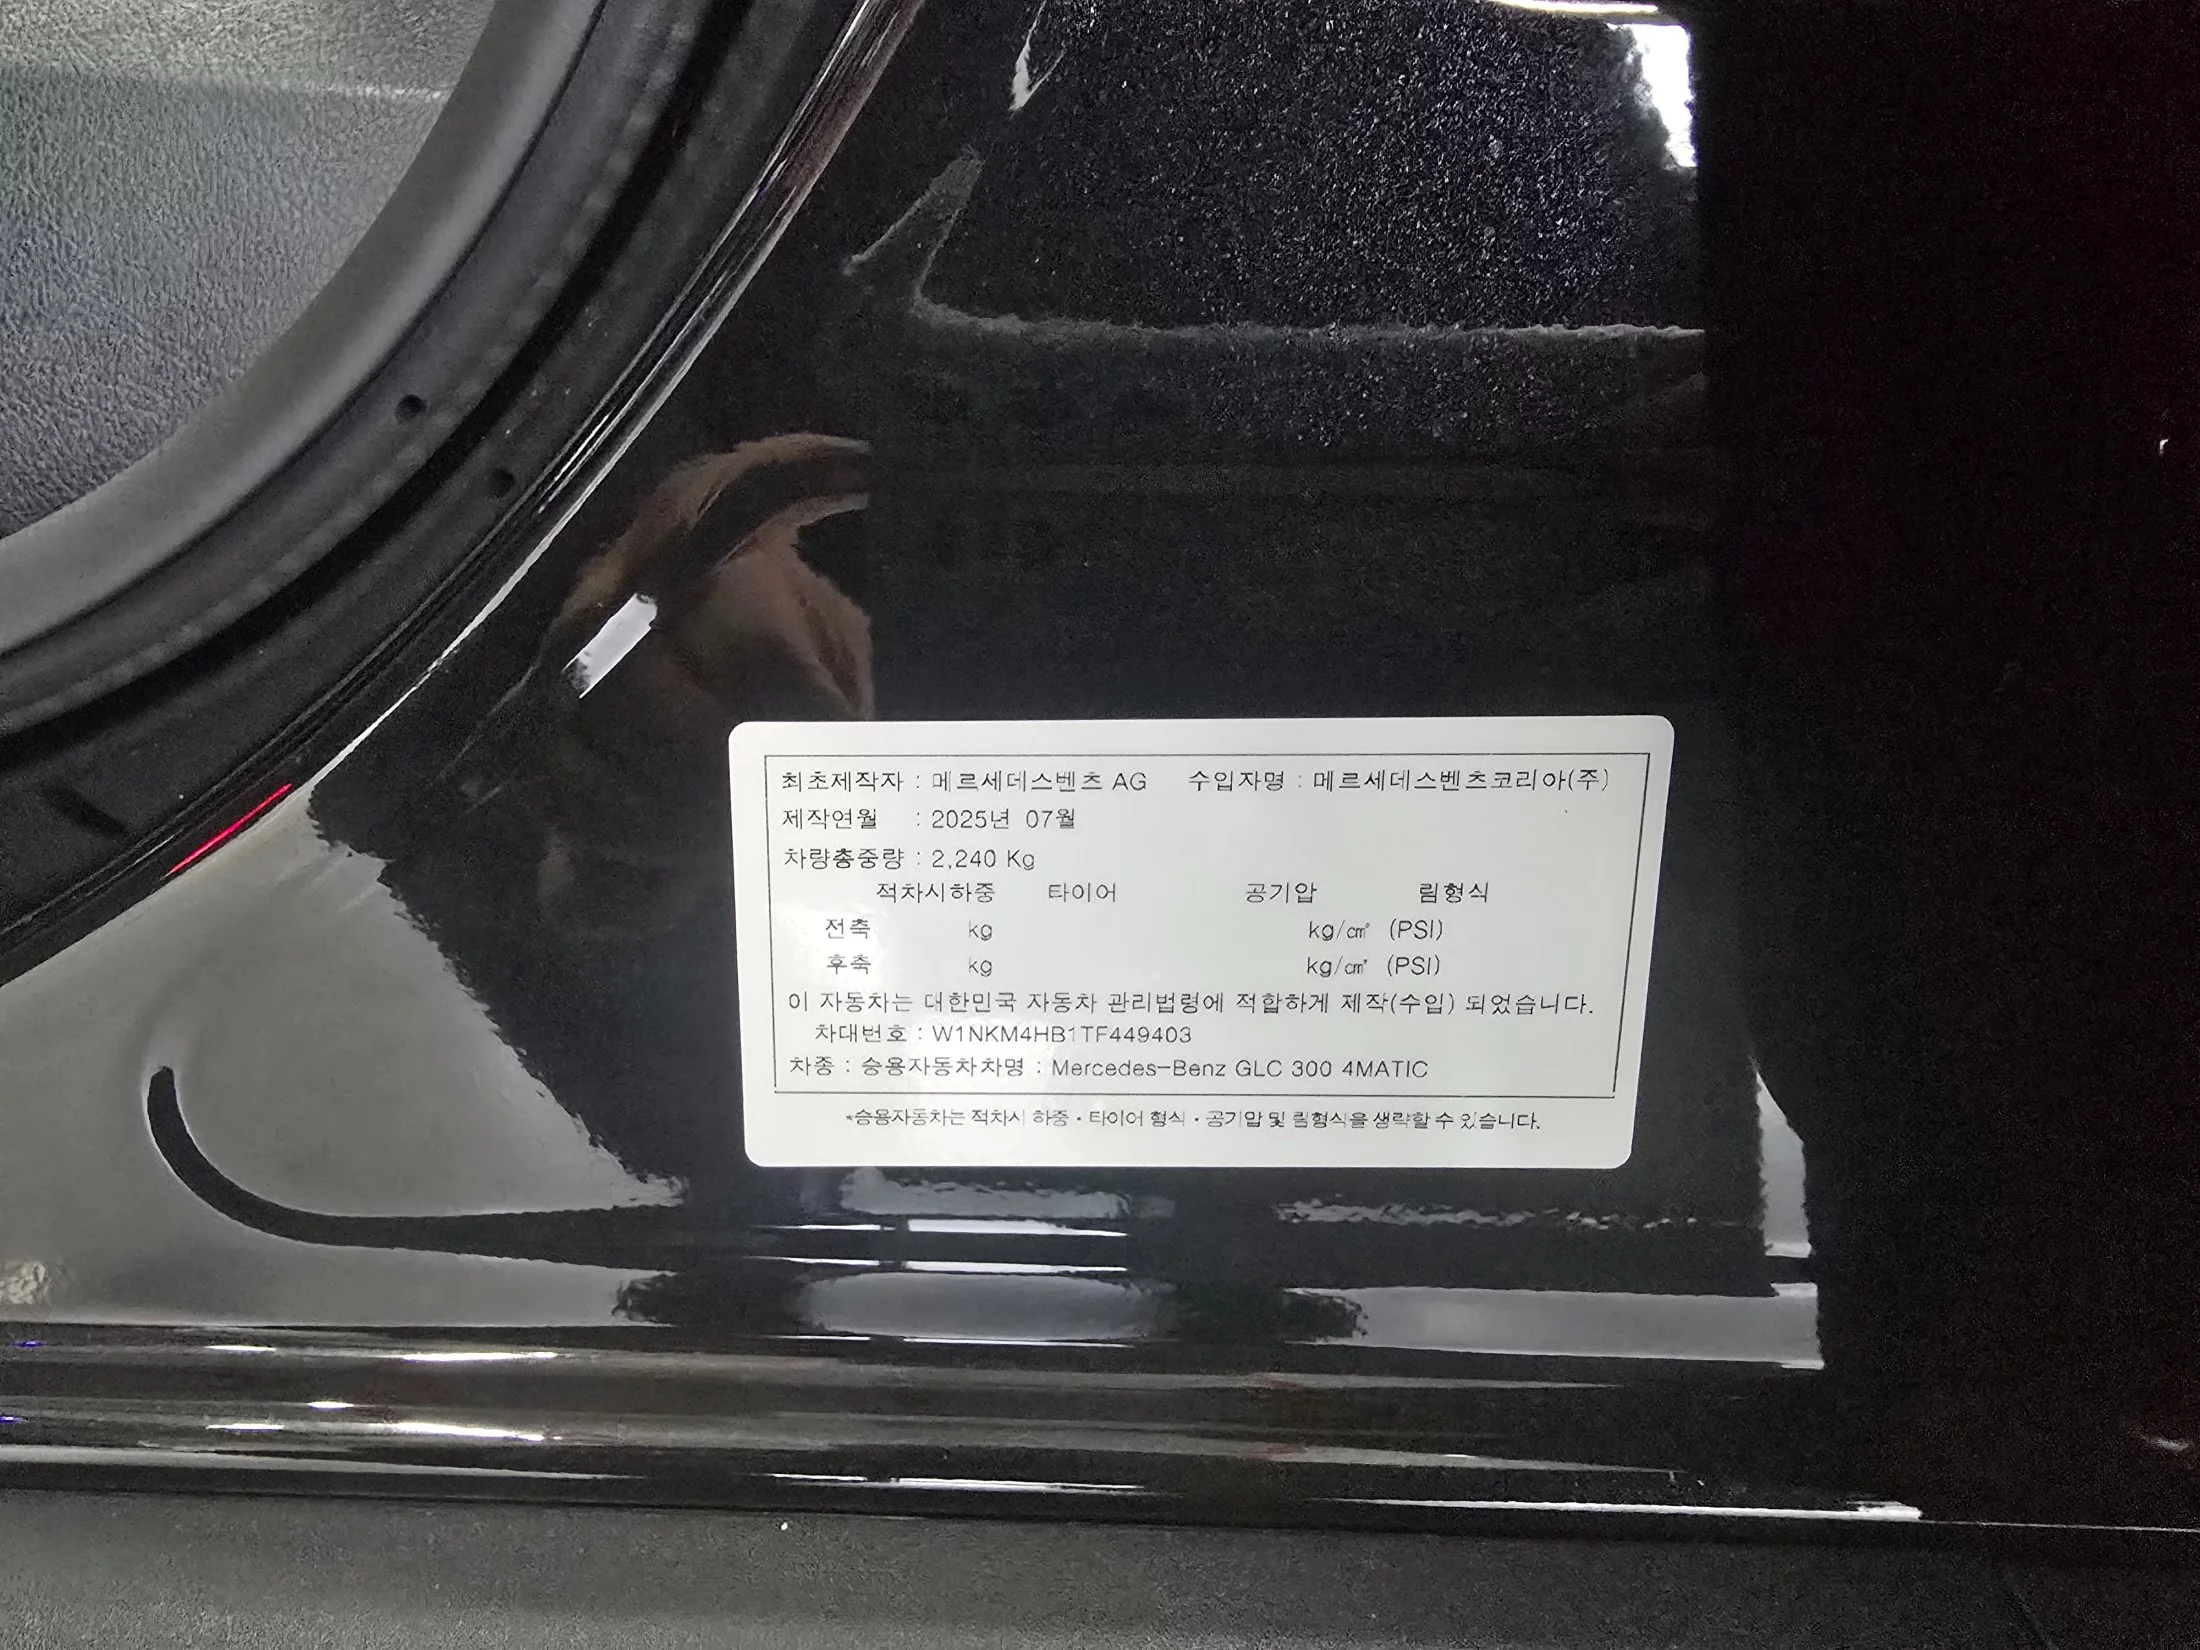 최초제작자 : 메르세데스벤츠 AG 수입자명 : 메르세데스벤츠코리아(주)
제작연월 : 2025년 07월
차량총중량 : 2,240 Kg
적차시하중 타이어 공기압 림형식
전축 kg kg/㎠ (PSI)
후축 kg kg/㎠ (PSI)
이 자동차는 대한민국 자동차 관리법령에 적합하게 제작(수입) 되었습니다.
차대번호 : W1NKM4HB1TF449403
차종 : 승용자동차차명 : Mercedes-Benz GLC 300 4MATIC
*승용자동차는 적차시 하중·타이어 형식·공기압 및 림형식을 생략할 수 있습니다.